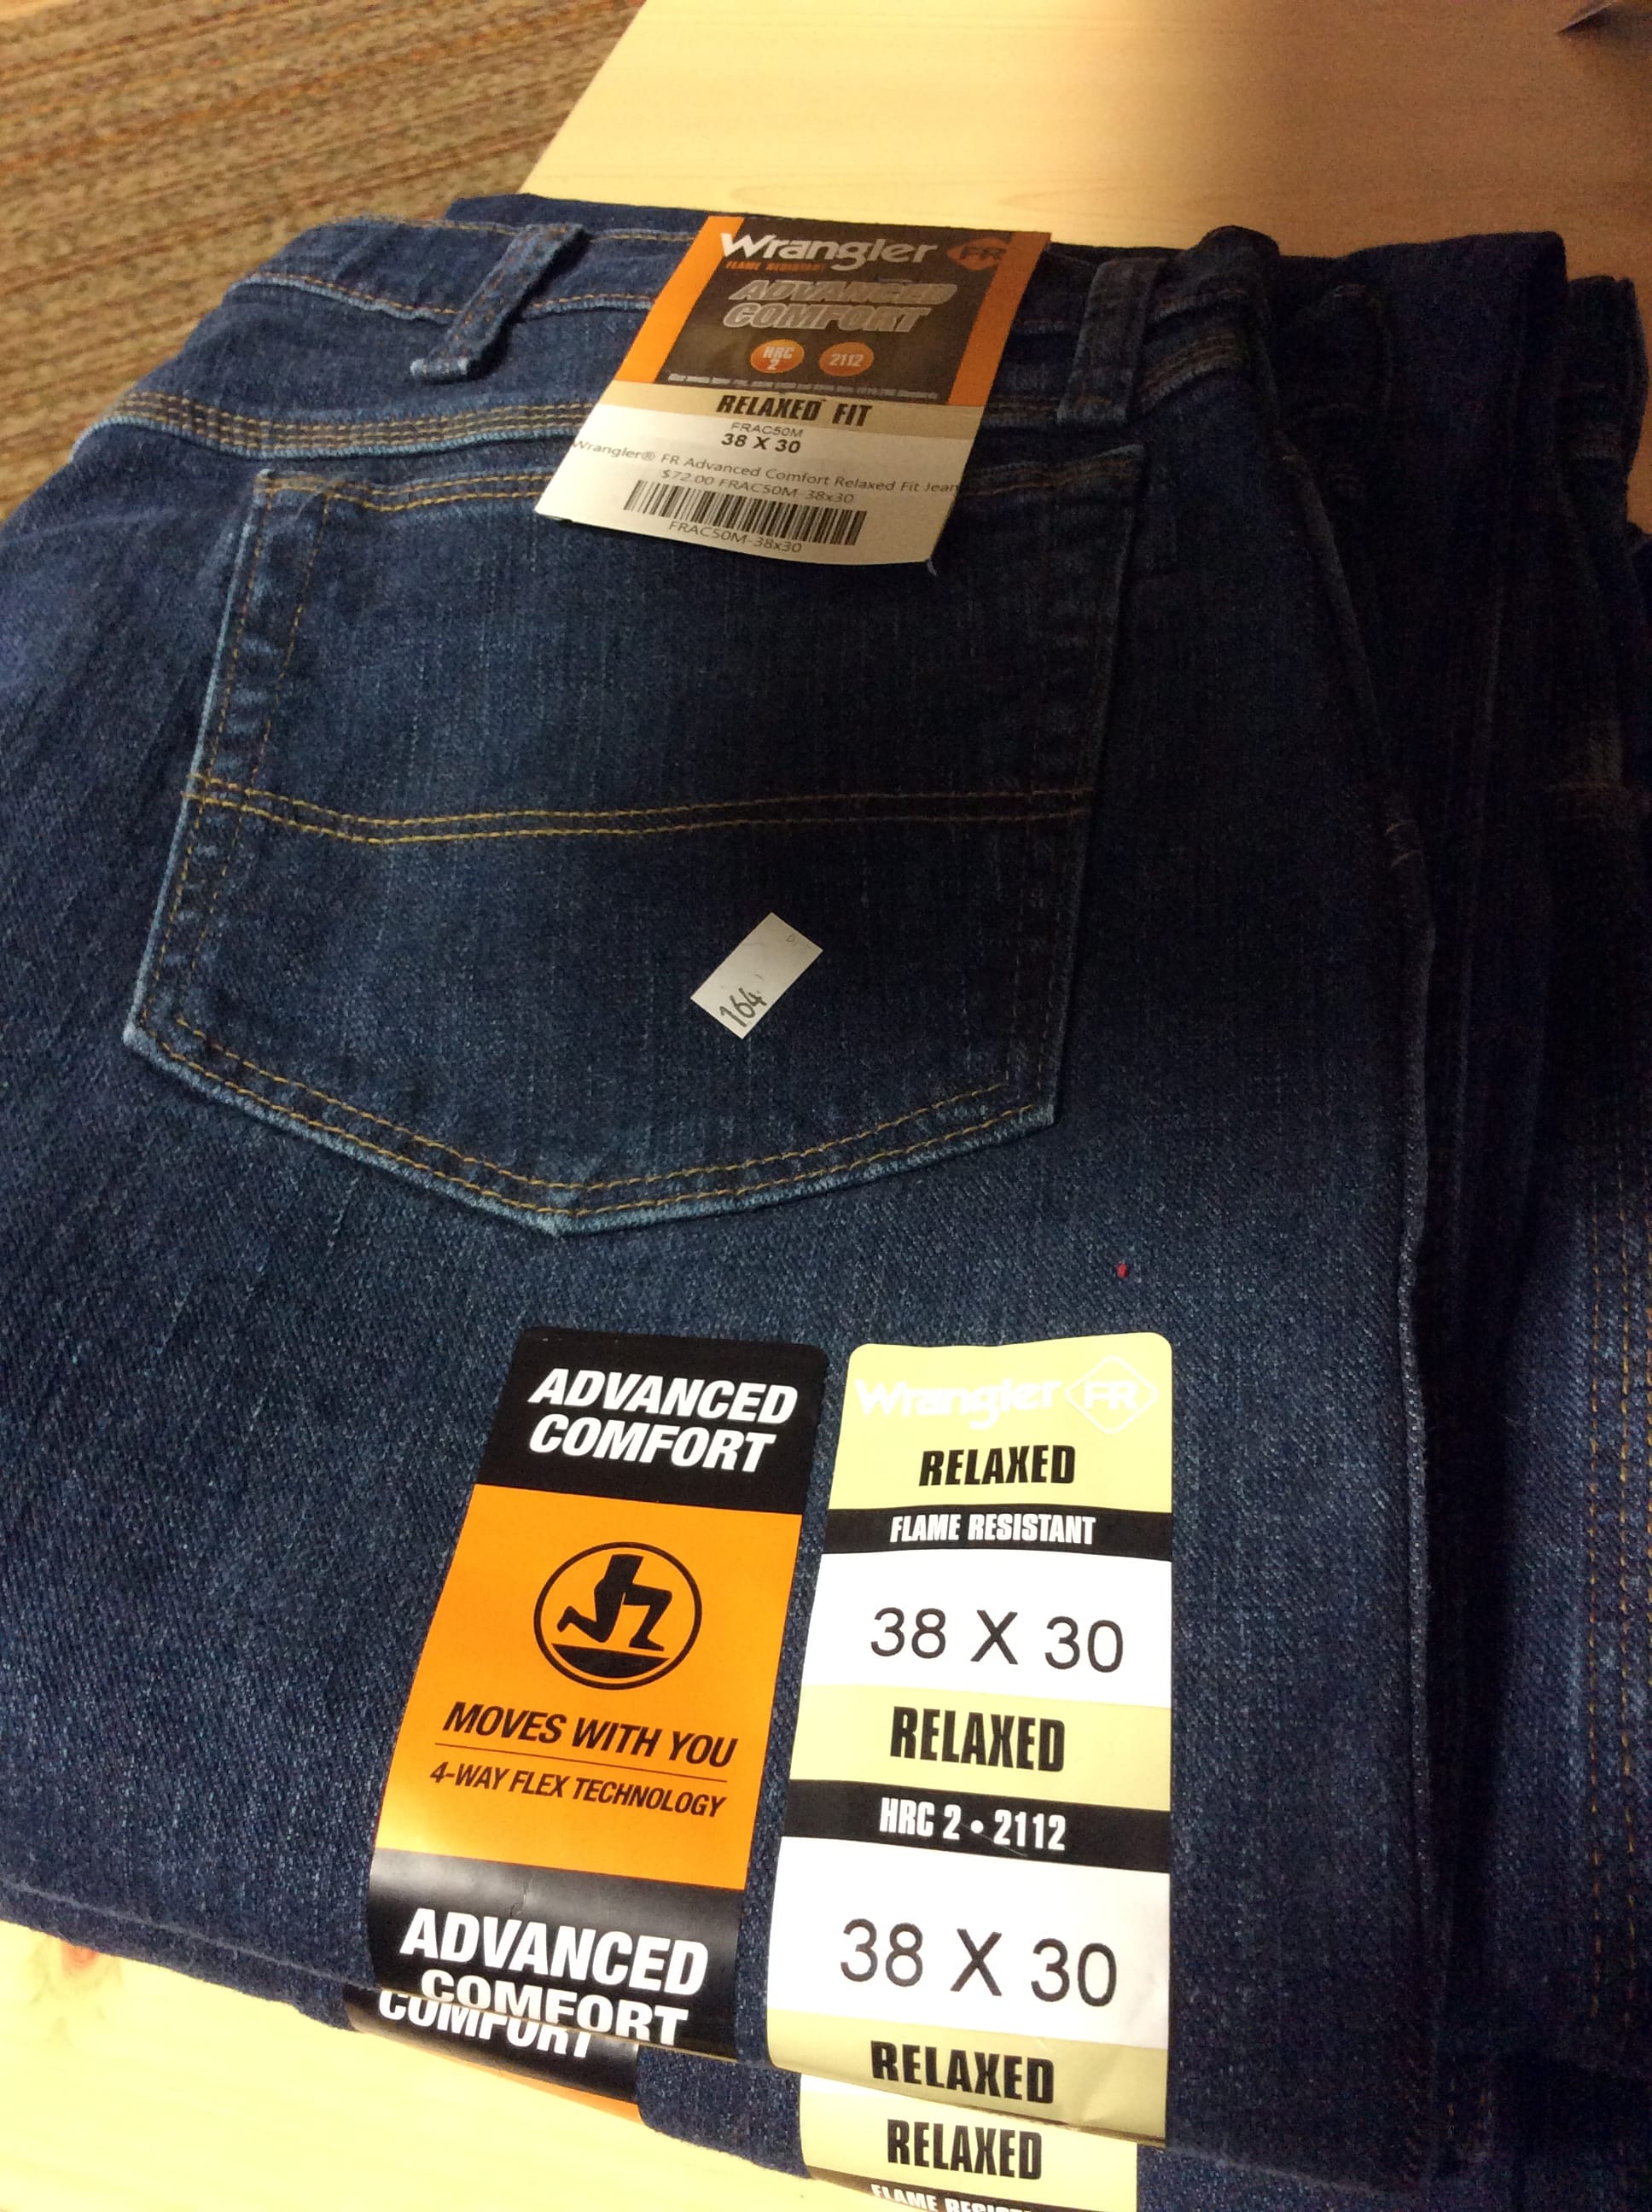 Wrangler FR
FLAME RESISTANT
ADVANCED
COMFORT
HRC
2
2112
RELAXED FIT
FRAC50M
38 X 30
Wrangler® FR Advanced Comfort Relaxed Fit Jean
$72.00 FRAC50M-38x30
FRAC50M-38x30
164
ADVANCED
COMFORT
MOVES WITH YOU
4-WAY FLEX TECHNOLOGY
ADVANCED
COMFORT
COMFORT
Wrangler FR
RELAXED
FLAME RESISTANT
38 X 30
RELAXED
HRC 2 • 2112
38 X 30
RELAXED
RELAXED
FLAME RESISTANT